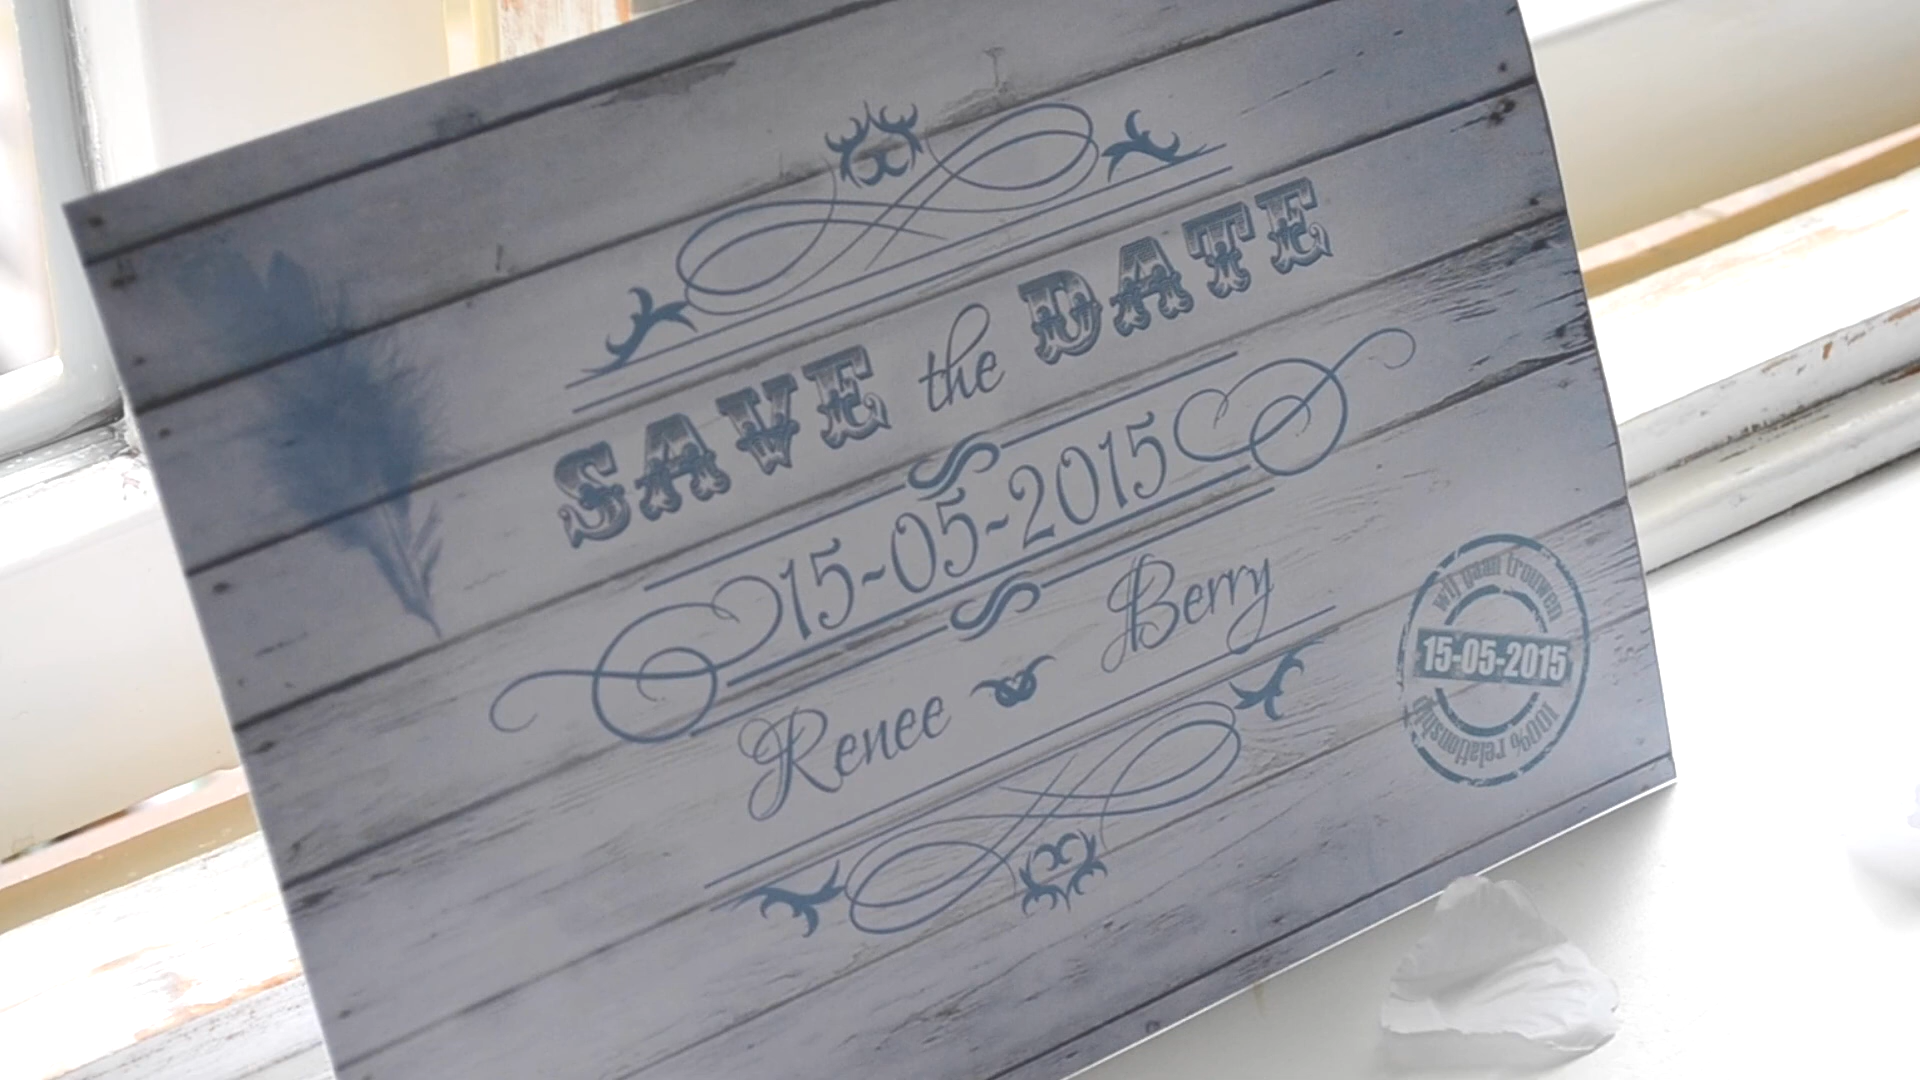 SAVE the DATE
15-05-2015
Renee Berry
wij gaan trouwen
15-05-2015
100% relationship